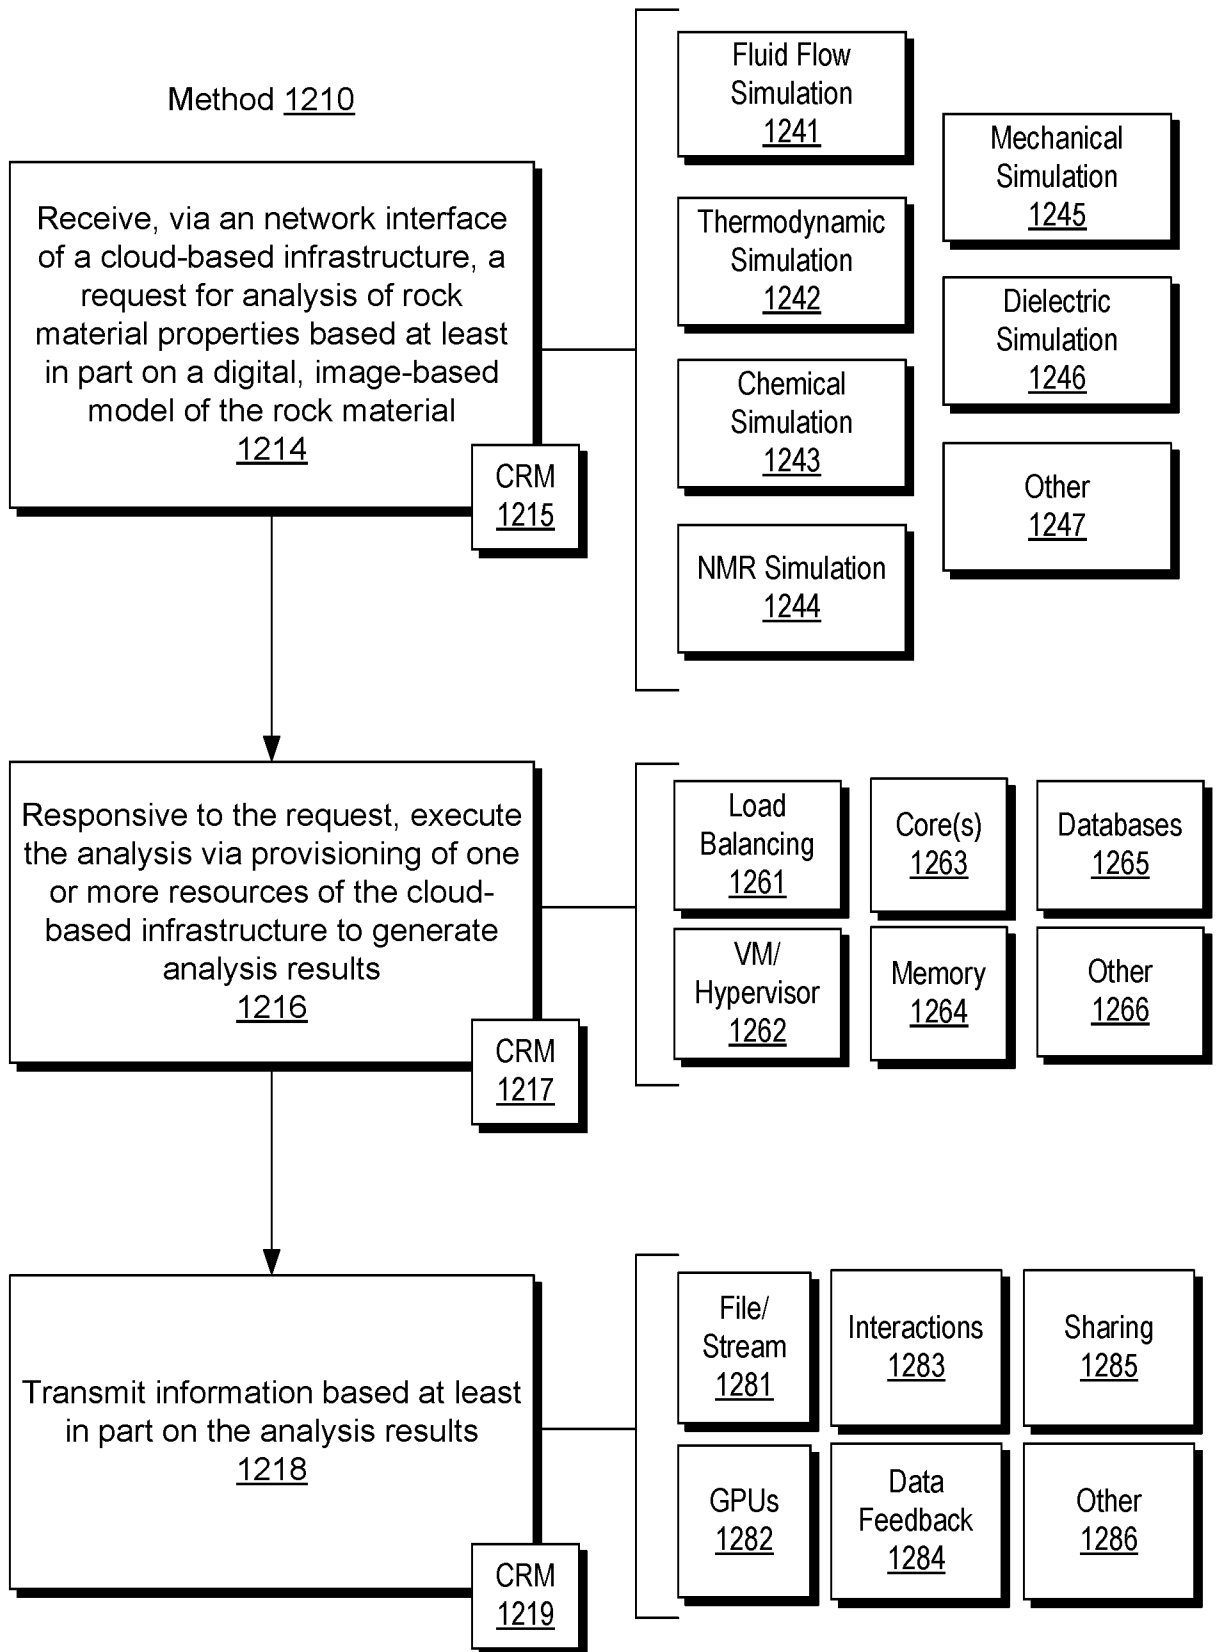 Method 1210
Receive, via an network interface
of a cloud-based infrastructure, a
request for analysis of rock
material properties based at least
in part on a digital, image-based
model of the rock material
1214
CRM
1215
Fluid Flow
Simulation
1241
Thermodynamic
Simulation
1242
Chemical
Simulation
1243
NMR Simulation
1244
Mechanical
Simulation
1245
Dielectric
Simulation
1246
Other
1247
Responsive to the request, execute
the analysis via provisioning of one
or more resources of the cloud-
based infrastructure to generate
analysis results
1216
CRM
1217
Load
Balancing
1261
VM/
Hypervisor
1262
Core(s)
1263
Memory
1264
Databases
1265
Other
1266
Transmit information based at least
in part on the analysis results
1218
CRM
1219
File/
Stream
1281
GPUs
1282
Interactions
1283
Data
Feedback
1284
Sharing
1285
Other
1286